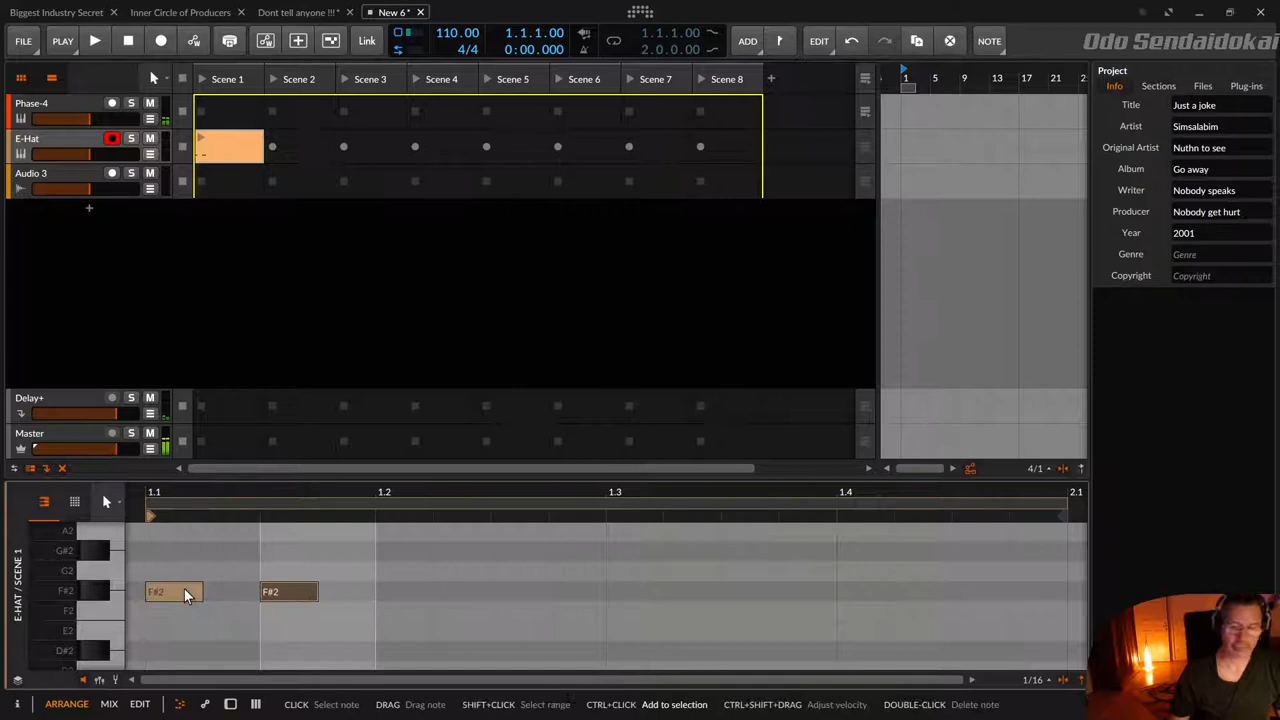 Biggest Industry Secret Inner Circle of Producers Dont tell anyone !!!* New 6*
FILE PLAY 110.00 4/4 1.1.1.00 0:00.000 1.1.1.00 2.0.0.00 Link ADD EDIT NOTE
Odo Sendaidokai
Scene 1 Scene 2 Scene 3 Scene 4 Scene 5 Scene 6 Scene 7 Scene 8 1 5 9 13 17 21
Phase-4 S M
E-Hat S M
Audio 3 S M
Delay+ S M
Master S M
4/1
Project
Info Sections Files Plug-ins
Title Just a joke
Artist Simsalabim
Original Artist Nuthn to see
Album Go away
Writer Nobody speaks
Producer Nobody get hurt
Year 2001
Genre Genre
Copyright Copyright
1.1 1.2 1.3 1.4 2.1
E-HAT / SCENE 1
A2
G#2
G2
F#2 F#2 F#2
F2
E2
D#2
1/16
ARRANGE MIX EDIT CLICK Select note DRAG Drag note SHIFT+CLICK Select range CTRL+CLICK Add to selection CTRL+SHIFT+DRAG Adjust velocity DOUBLE-CLICK Delete note